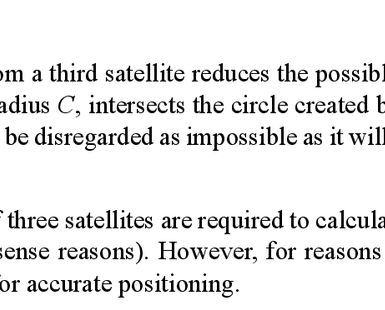 om a third satellite reduces the possibl
adius C, intersects the circle created b
be disregarded as impossible as it will
f three satellites are required to calcula
sense reasons). However, for reasons
or accurate positioning.